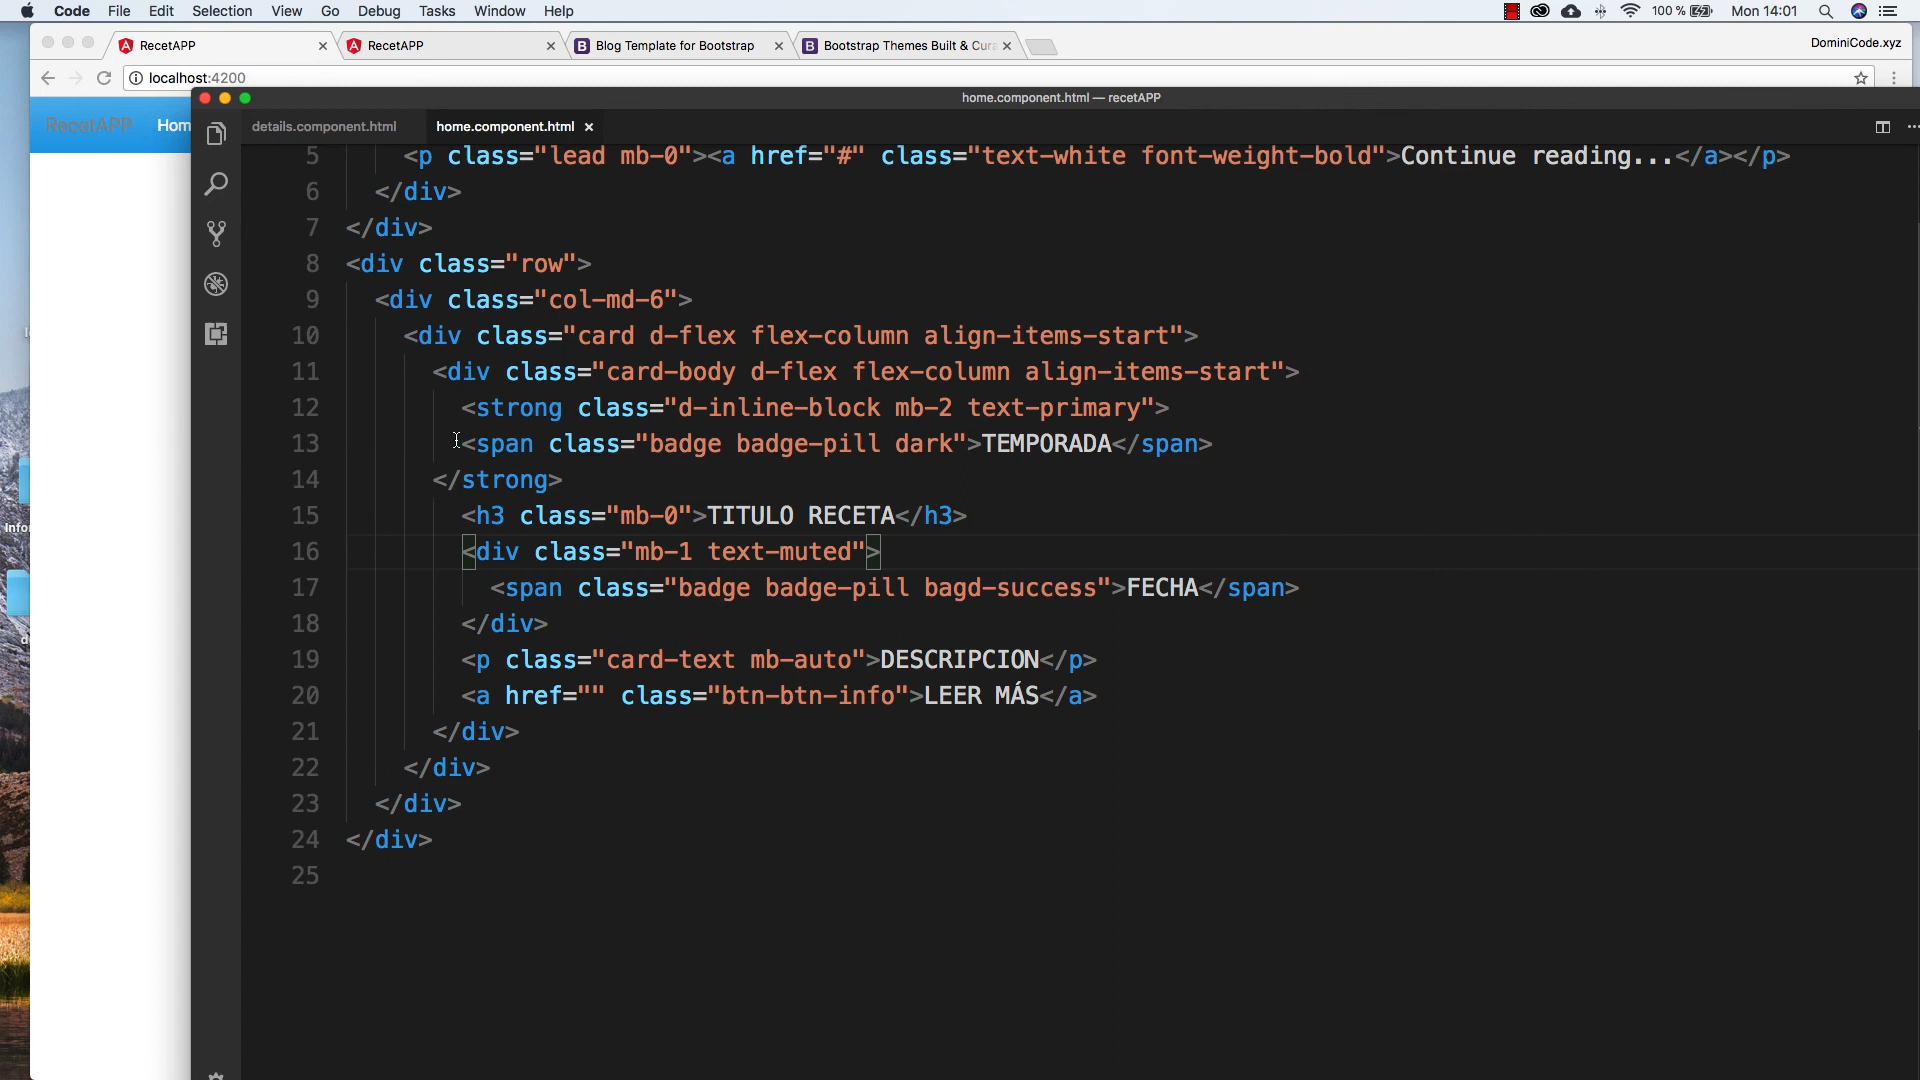 Code File Edit Selection View Go Debug Tasks Window Help 100 % Mon 14:01
RecetAPP RecetAPP Blog Template for Bootstrap Bootstrap Themes Built & Cura DominiCode.xyz
localhost:4200
home.component.html — recetAPP
RecetAPP Hom
details.component.html home.component.html
5 <p class="lead mb-0"><a href="#" class="text-white font-weight-bold">Continue reading...</a></p>
6 </div>
7 </div>
8 <div class="row">
9 <div class="col-md-6">
10 <div class="card d-flex flex-column align-items-start">
11 <div class="card-body d-flex flex-column align-items-start">
12 <strong class="d-inline-block mb-2 text-primary">
13 <span class="badge badge-pill dark">TEMPORADA</span>
14 </strong>
15 <h3 class="mb-0">TITULO RECETA</h3>
16 <div class="mb-1 text-muted">
17 <span class="badge badge-pill bagd-success">FECHA</span>
18 </div>
19 <p class="card-text mb-auto">DESCRIPCION</p>
20 <a href="" class="btn-btn-info">LEER MÁS</a>
21 </div>
22 </div>
23 </div>
24 </div>
25
Infor